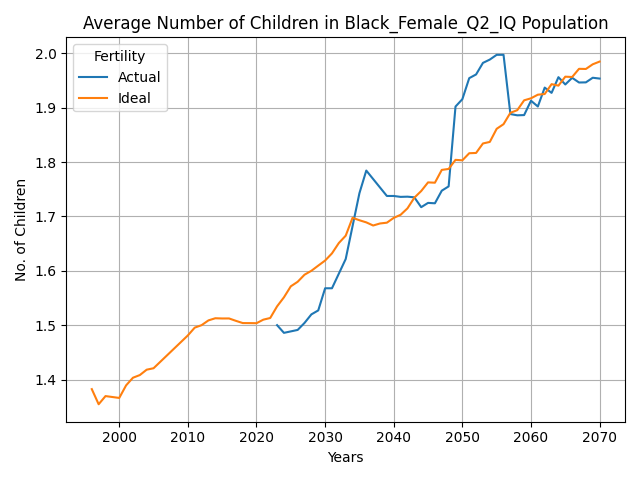 Average Number of Children in Black_Female_Q2_IQ Population
Fertility
Actual
Ideal
No. of Children
2.0
1.9
1.8
1.7
1.6
1.5
1.4
2000 2010 2020 2030 2040 2050 2060 2070
Years